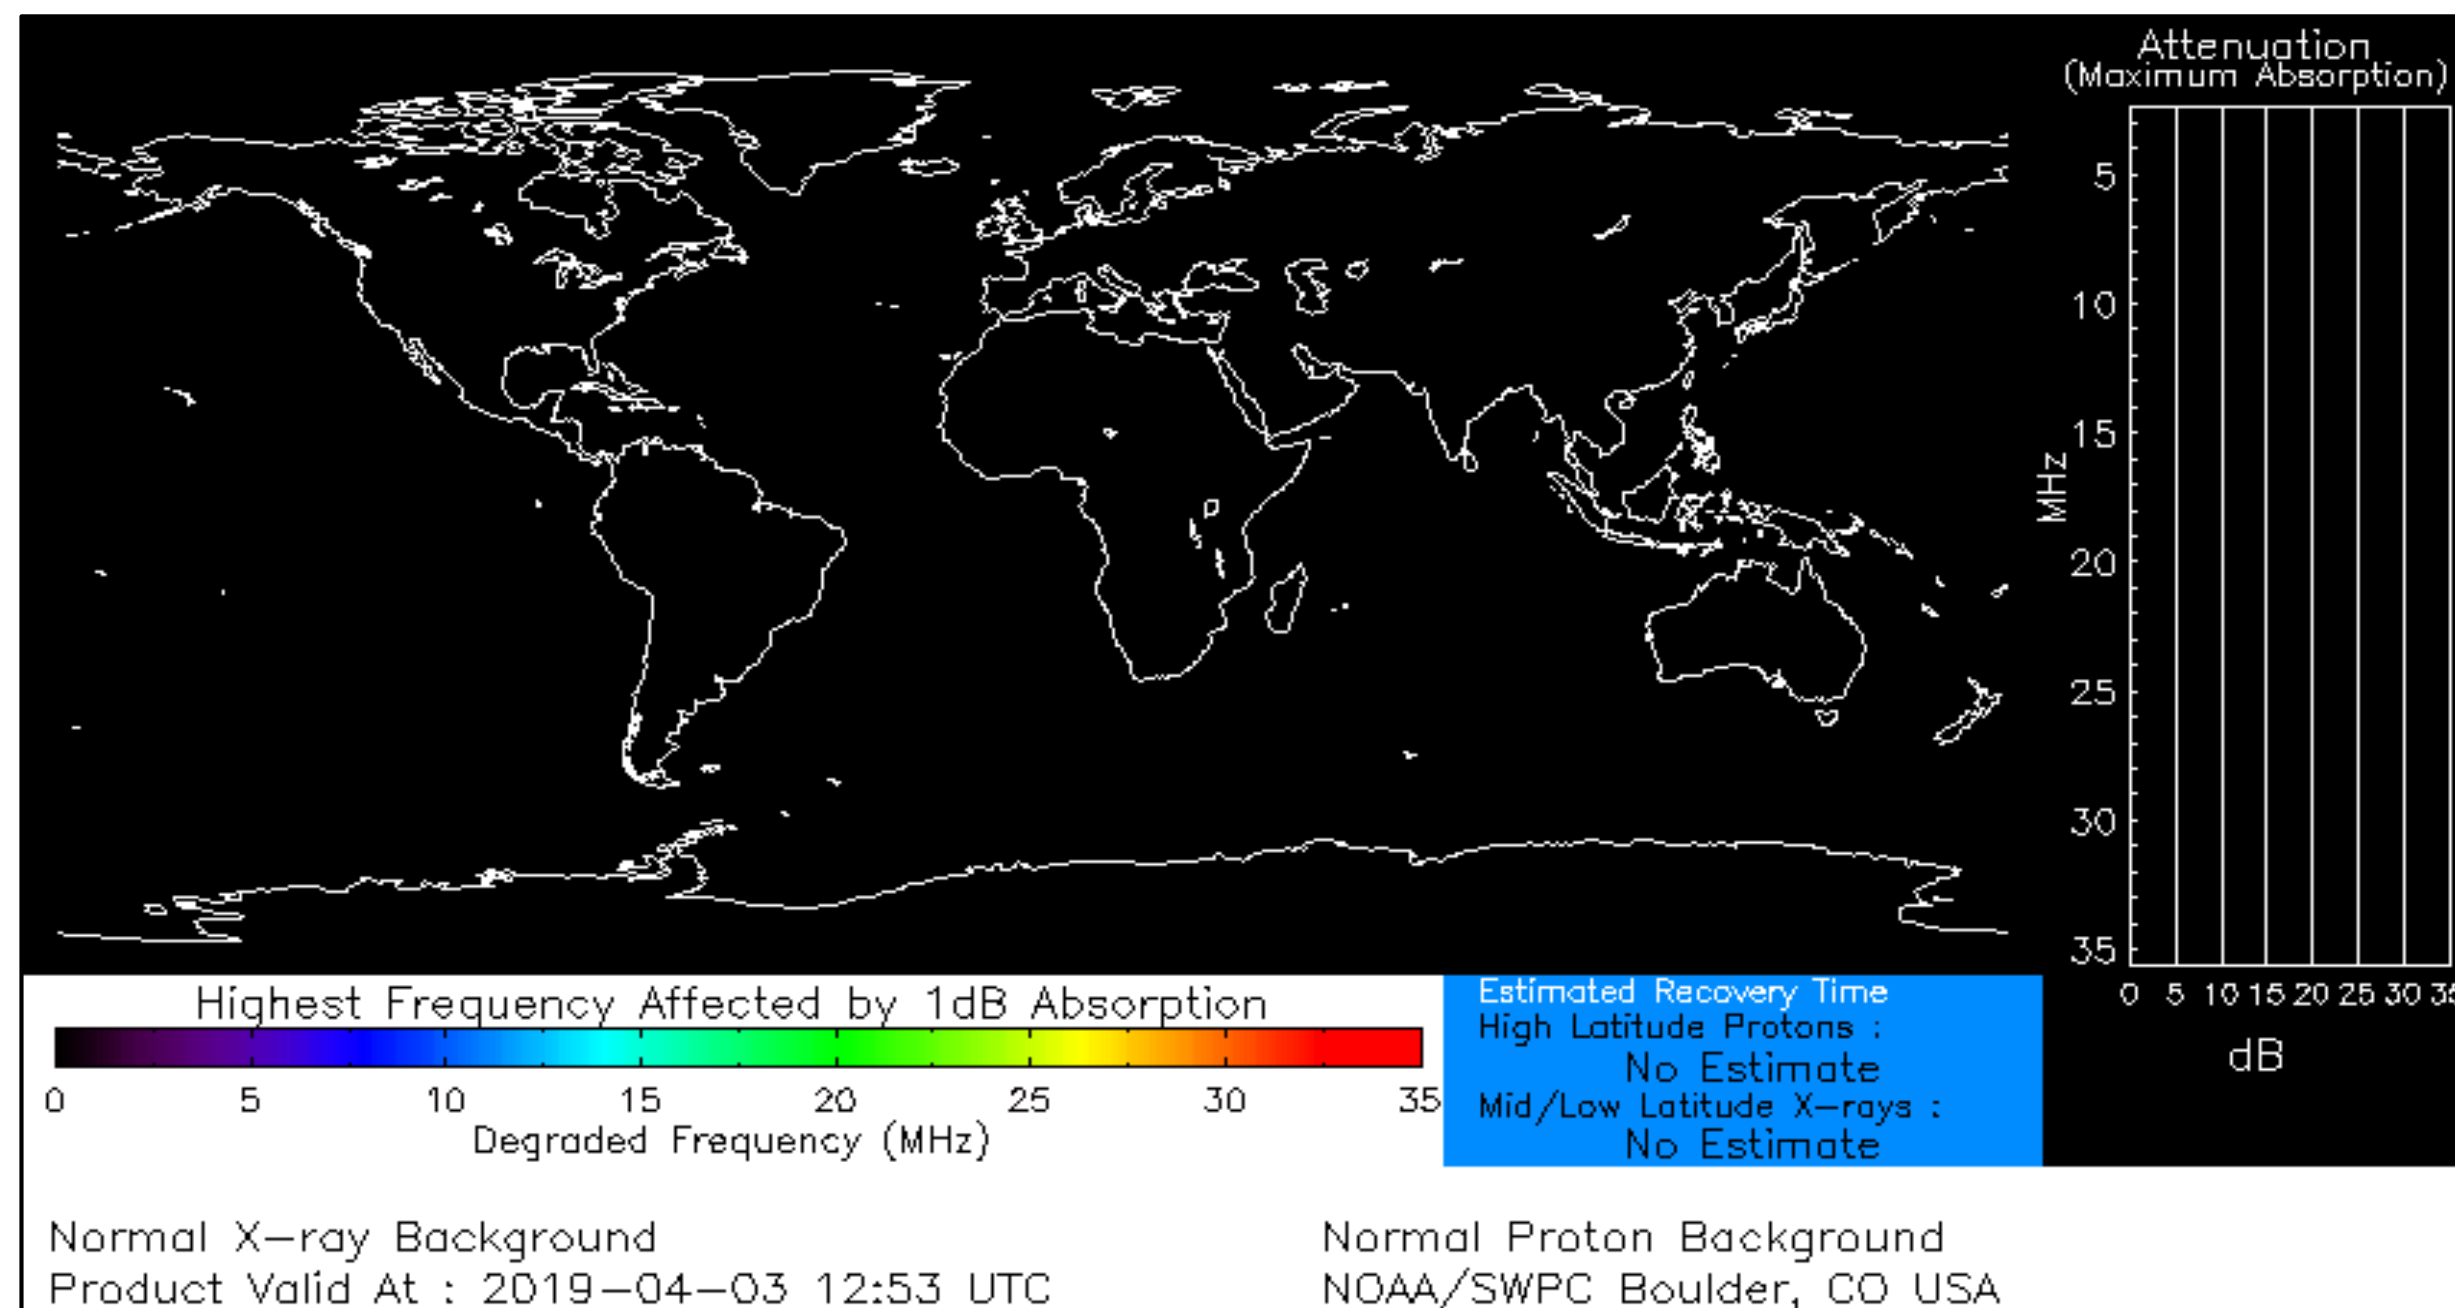 Attenuation
(Maximum Absorption)
5
10
15
20
25
30
35
MHz
0 5 10 15 20 25 30 35
dB
Highest Frequency Affected by 1dB Absorption
0 5 10 15 20 25 30 35
Degraded Frequency (MHz)
Estimated Recovery Time
High Latitude Protons :
No Estimate
Mid/Low Latitude X-rays :
No Estimate
Normal X-ray Background
Normal Proton Background
Product Valid At : 2019-04-03 12:53 UTC
NOAA/SWPC Boulder, CO USA